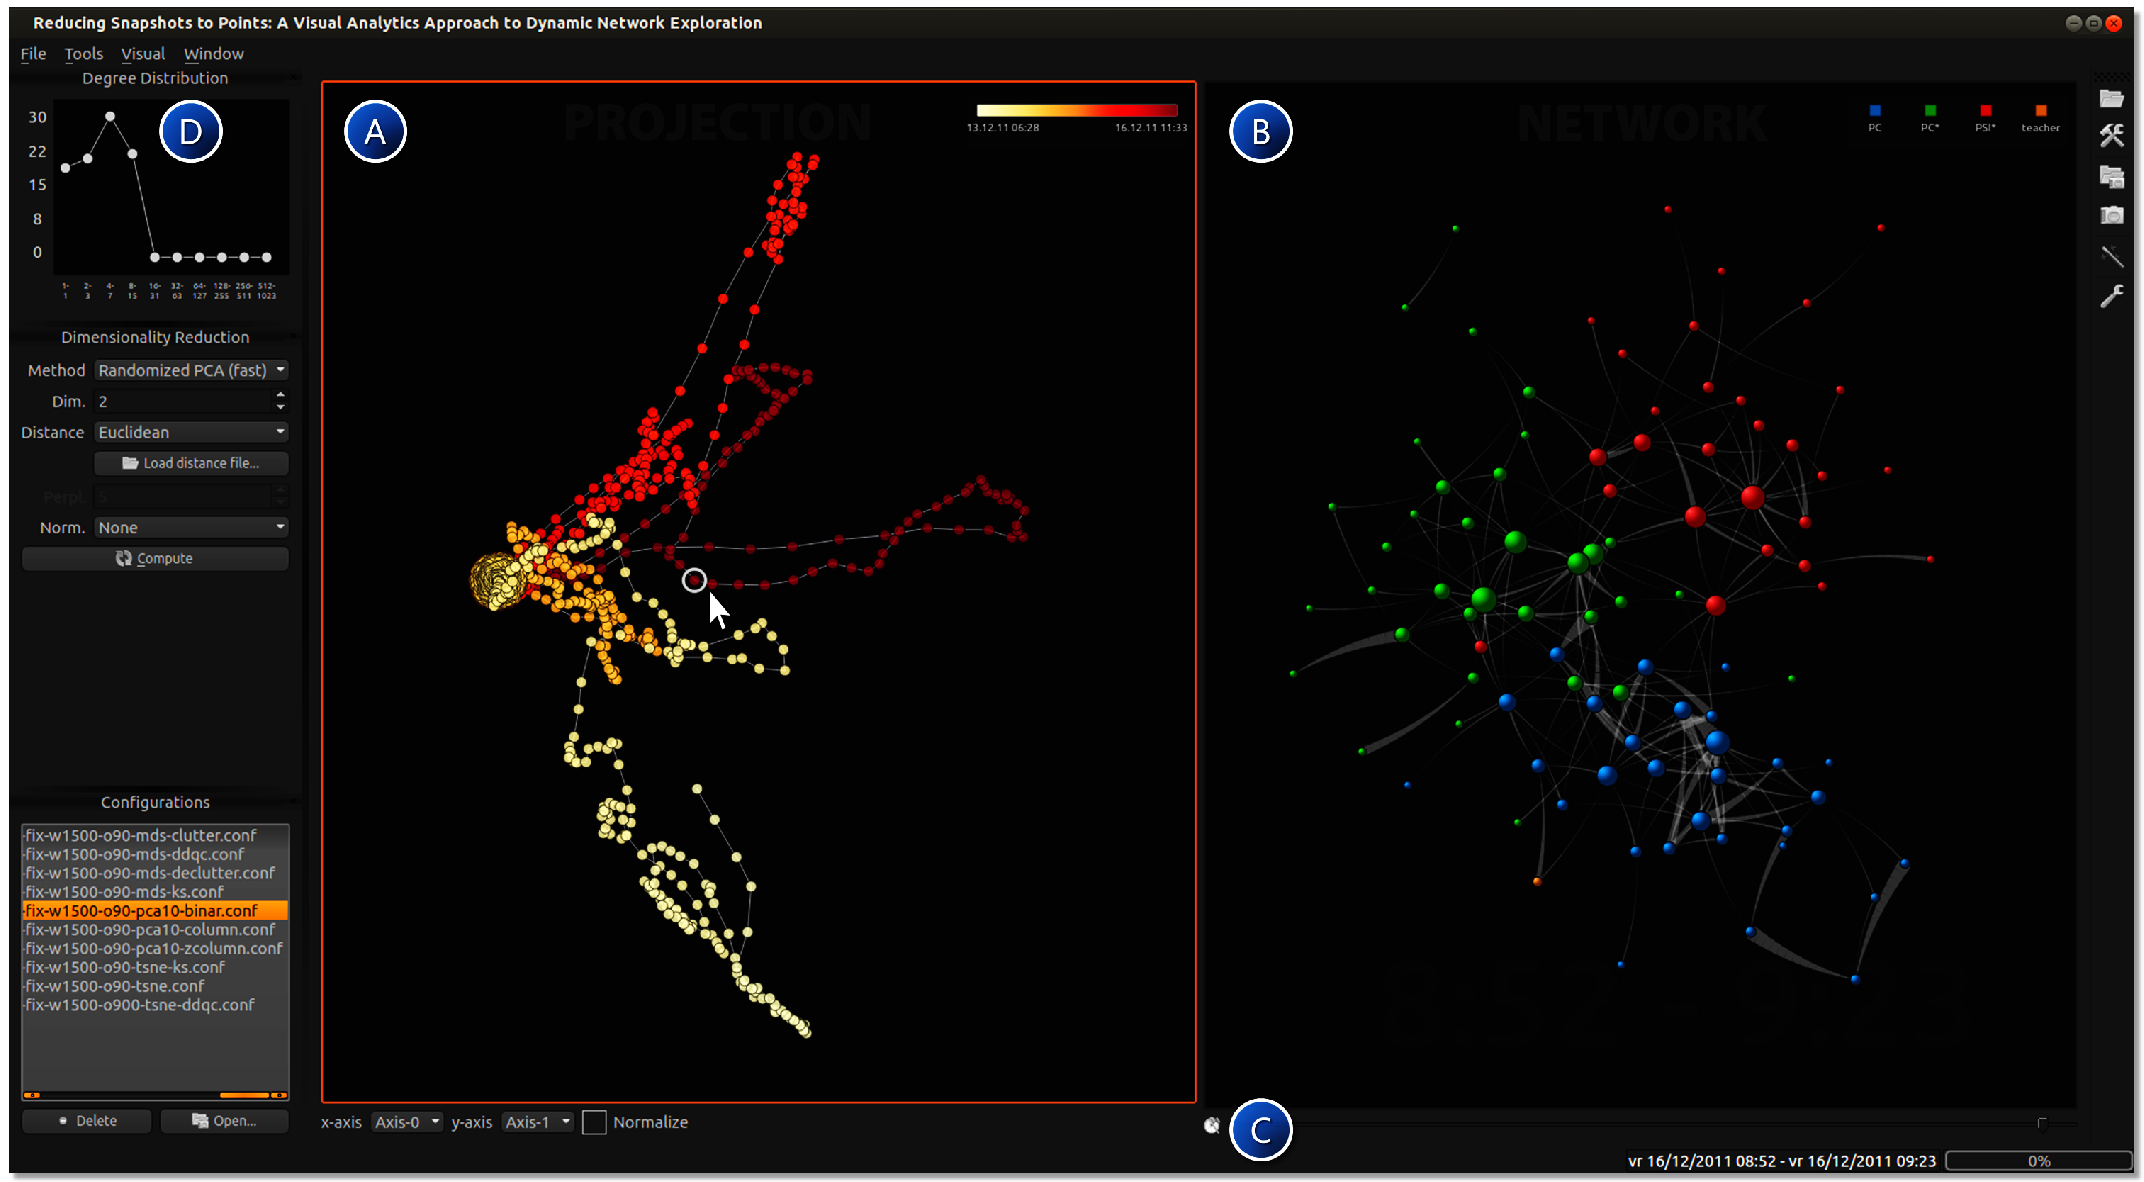 Reducing Snapshots to Points: A Visual Analytics Approach to Dynamic Network Exploration
File Tools Visual Window
Degree Distribution
D
30
22
15
8
0
1- 2- 4- 8- 16- 32- 64- 128- 256- 512-
1 3 7 15 31 63 127 255 511 1023
Dimensionality Reduction
Method Randomized PCA (fast)
Dim. 2
Distance Euclidean
Load distance file...
Perpl. 5
Norm. None
Compute
Configurations
-fix-w1500-o90-mds-clutter.conf
-fix-w1500-o90-mds-ddqc.conf
-fix-w1500-o90-mds-declutter.conf
-fix-w1500-o90-mds-ks.conf
-fix-w1500-o90-pca10-binar.conf
-fix-w1500-o90-pca10-column.conf
-fix-w1500-o90-pca10-zcolumn.conf
-fix-w1500-o90-tsne-ks.conf
-fix-w1500-o90-tsne.conf
-fix-w1500-o900-tsne-ddqc.conf
Delete Open...
A
PROJECTION
13.12.11 06:28 16.12.11 11:33
x-axis Axis-0 y-axis Axis-1 Normalize
B
NETWORK
PC PC* PSI* teacher
C
vr 16/12/2011 08:52 - vr 16/12/2011 09:23 0%